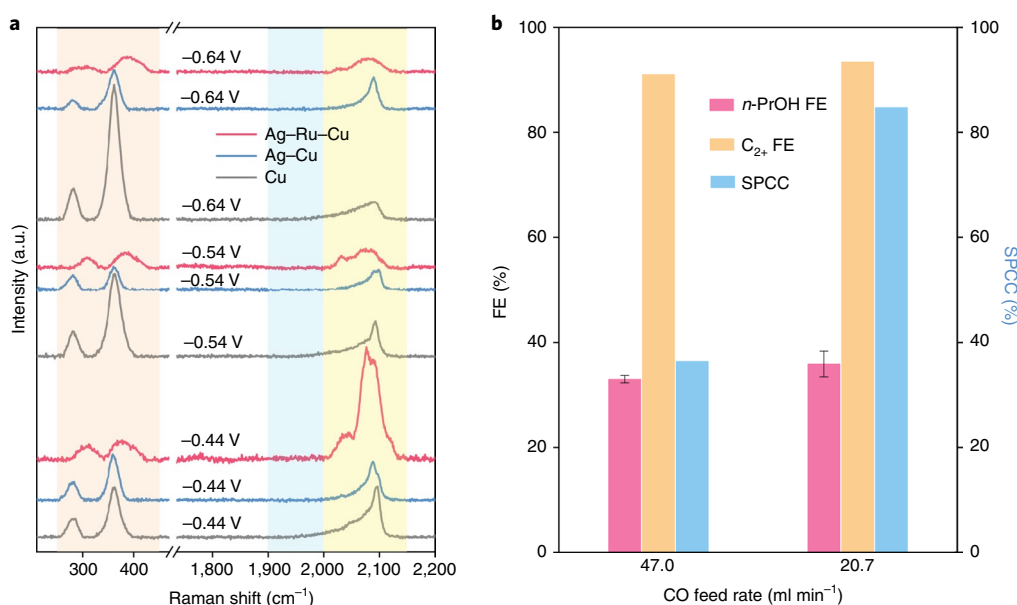 a
−0.64 V
−0.64 V
Ag–Ru–Cu
Ag–Cu
Cu
−0.64 V
−0.54 V
−0.54 V
−0.54 V
−0.44 V
−0.44 V
−0.44 V
Intensity (a.u.)
300 400 1,800 1,900 2,000 2,100 2,200
Raman shift (cm⁻¹)
b
100 100
80 80
60 60
40 40
20 20
0 0
n-PrOH FE
C₂₊ FE
SPCC
FE (%)
SPCC (%)
47.0 20.7
CO feed rate (ml min⁻¹)